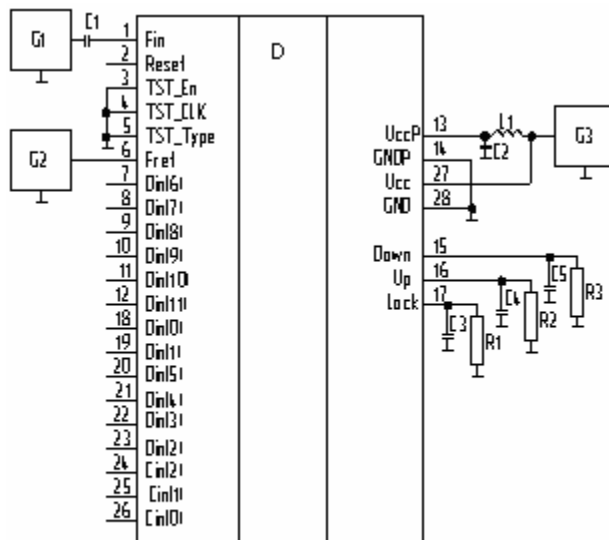 G1
C1
1 Fin
2 Reset
3 TST_En
4 TST_CLK
5 TST_Type
G2
6 Fref
7 Din[6]
8 Din[7]
9 Din[8]
10 Din[9]
11 Din[10]
12 Din[11]
18 Din[0]
19 Din[1]
20 Din[5]
21 Din[4]
22 Din[3]
23 Din[2]
24 Cin[2]
25 Cin[1]
26 Cin[0]
D
UccP 13
GNDP 14
Ucc 27
GND 28
L1
C2
G3
Down 15
Up 16
Lock 17
C5
R3
C4
R2
C3
R1